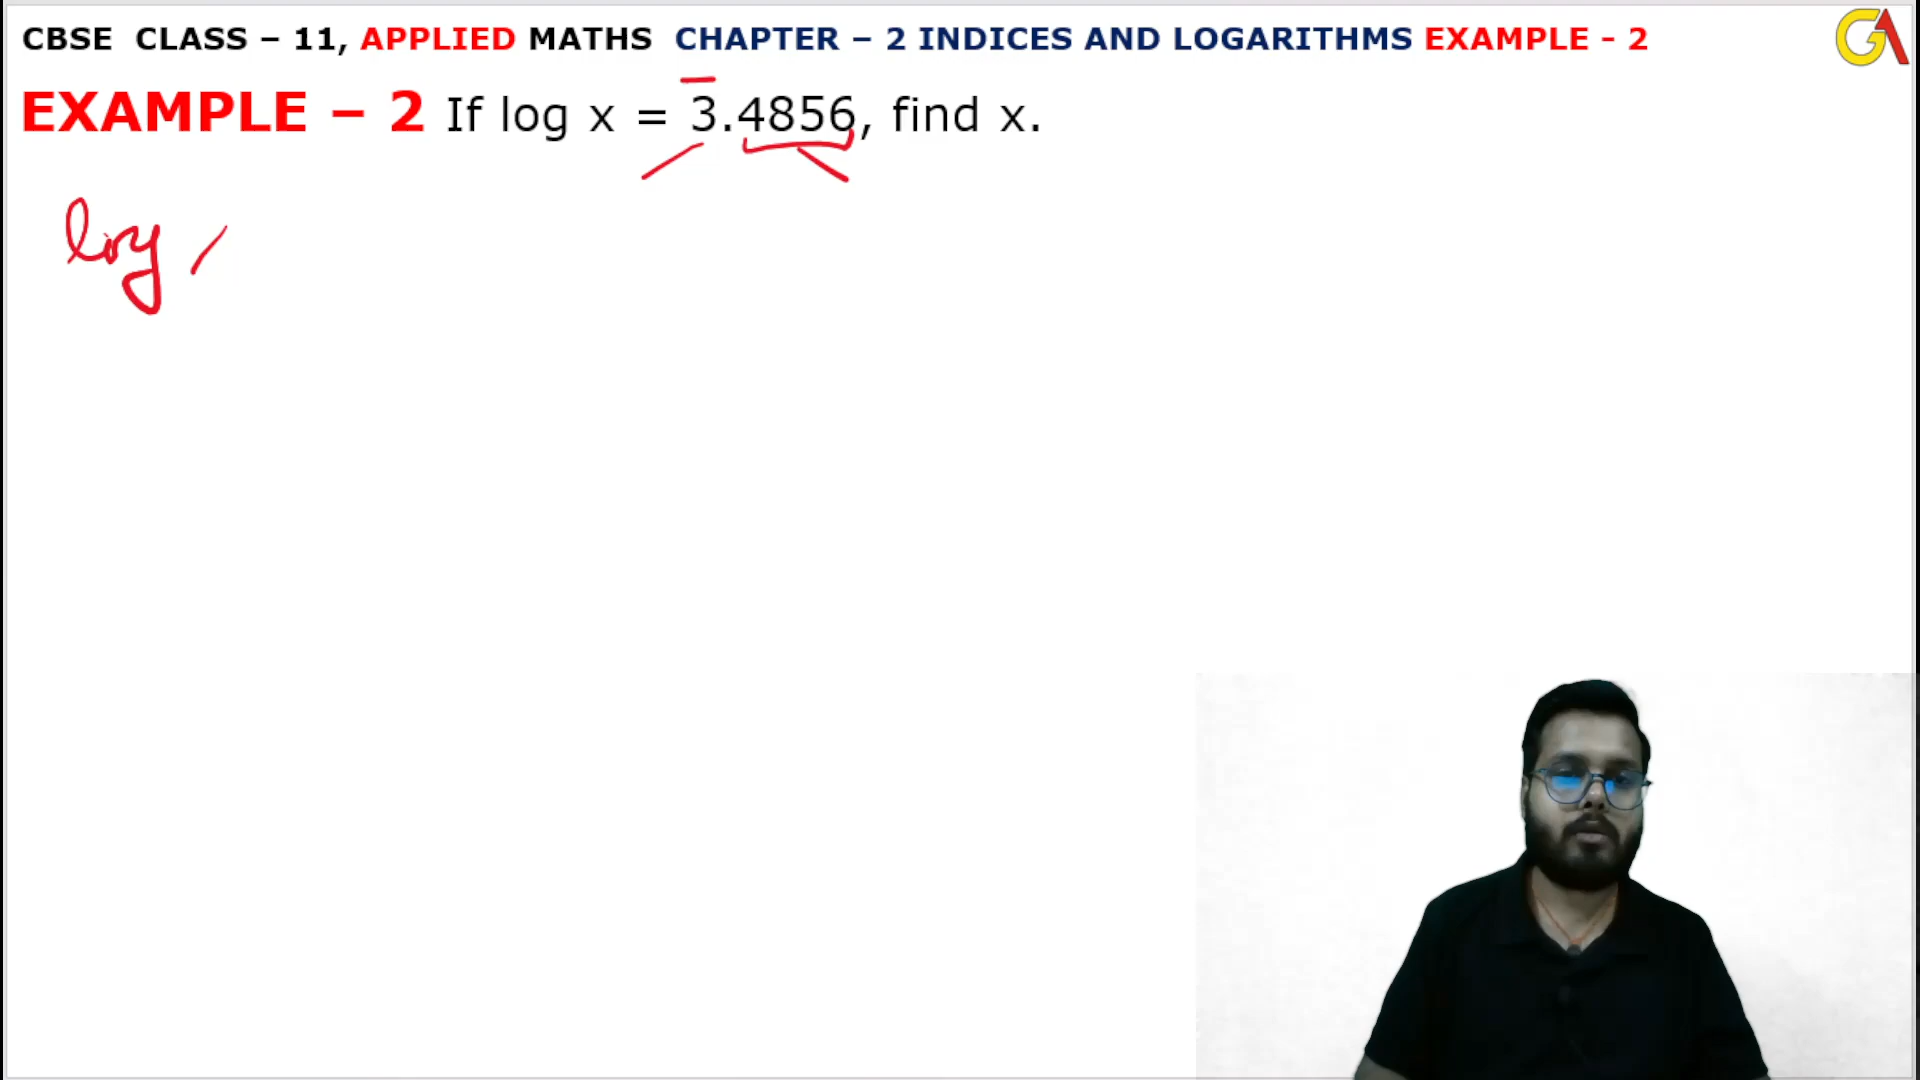 CBSE CLASS – 11, APPLIED MATHS CHAPTER – 2 INDICES AND LOGARITHMS EXAMPLE - 2
GA
EXAMPLE – 2 If log x = 3̅.4856, find x.
log